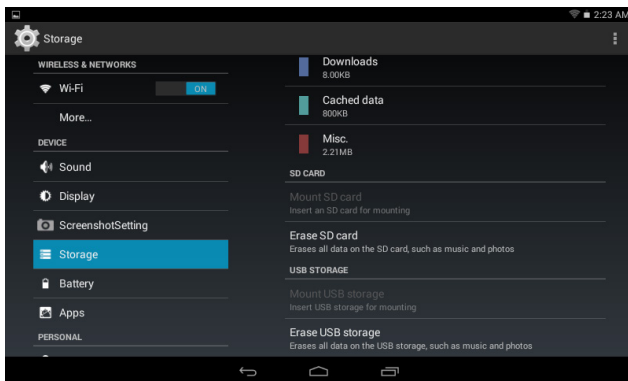 2:23 AM
Storage
WIRELESS & NETWORKS
Wi-Fi
ON
More...
DEVICE
Sound
Display
ScreenshotSetting
Storage
Battery
Apps
PERSONAL
Downloads
8.00KB
Cached data
800KB
Misc.
2.21MB
SD CARD
Mount SD card
Insert an SD card for mounting
Erase SD card
Erases all data on the SD card, such as music and photos
USB STORAGE
Mount USB storage
Insert USB storage for mounting
Erase USB storage
Erases all data on the USB storage, such as music and photos